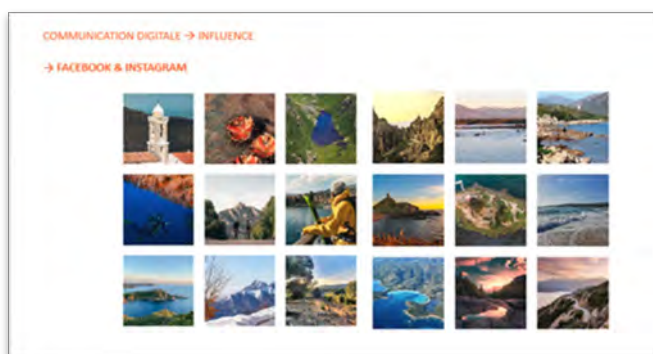 COMMUNICATION DIGITALE → INFLUENCE
→ FACEBOOK & INSTAGRAM